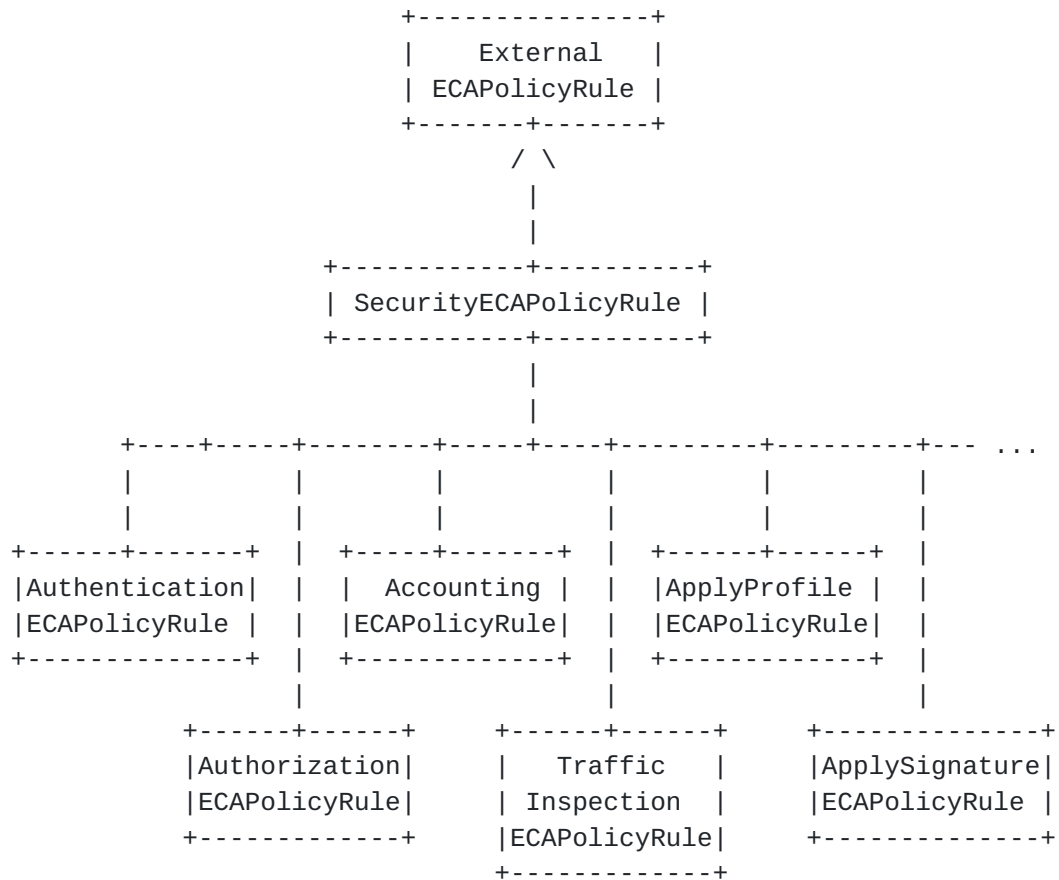 External
ECAPolicyRule
SecurityECAPolicyRule
...
Authentication
ECAPolicyRule
Accounting
ECAPolicyRule
ApplyProfile
ECAPolicyRule
Authorization
ECAPolicyRule
Traffic
Inspection
ECAPolicyRule
ApplySignature
ECAPolicyRule